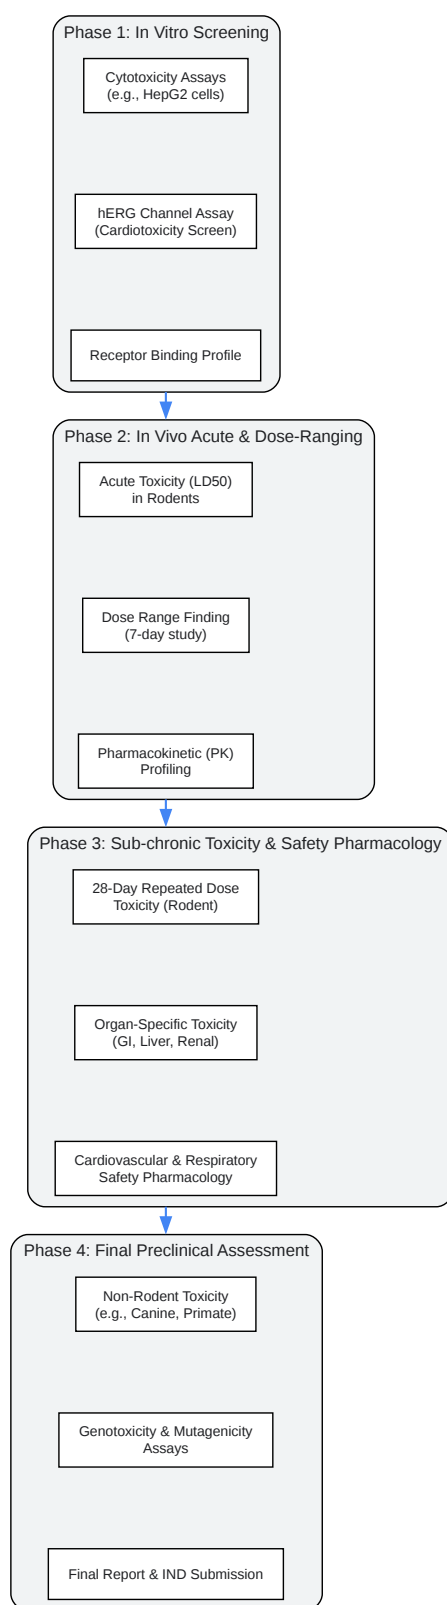 Phase 1: In Vitro Screening
Cytotoxicity Assays
(e.g., HepG2 cells)
hERG Channel Assay
(Cardiotoxicity Screen)
Receptor Binding Profile
Phase 2: In Vivo Acute & Dose-Ranging
Acute Toxicity (LD50)
in Rodents
Dose Range Finding
(7-day study)
Pharmacokinetic (PK)
Profiling
Phase 3: Sub-chronic Toxicity & Safety Pharmacology
28-Day Repeated Dose
Toxicity (Rodent)
Organ-Specific Toxicity
(GI, Liver, Renal)
Cardiovascular & Respiratory
Safety Pharmacology
Phase 4: Final Preclinical Assessment
Non-Rodent Toxicity
(e.g., Canine, Primate)
Genotoxicity & Mutagenicity
Assays
Final Report & IND Submission